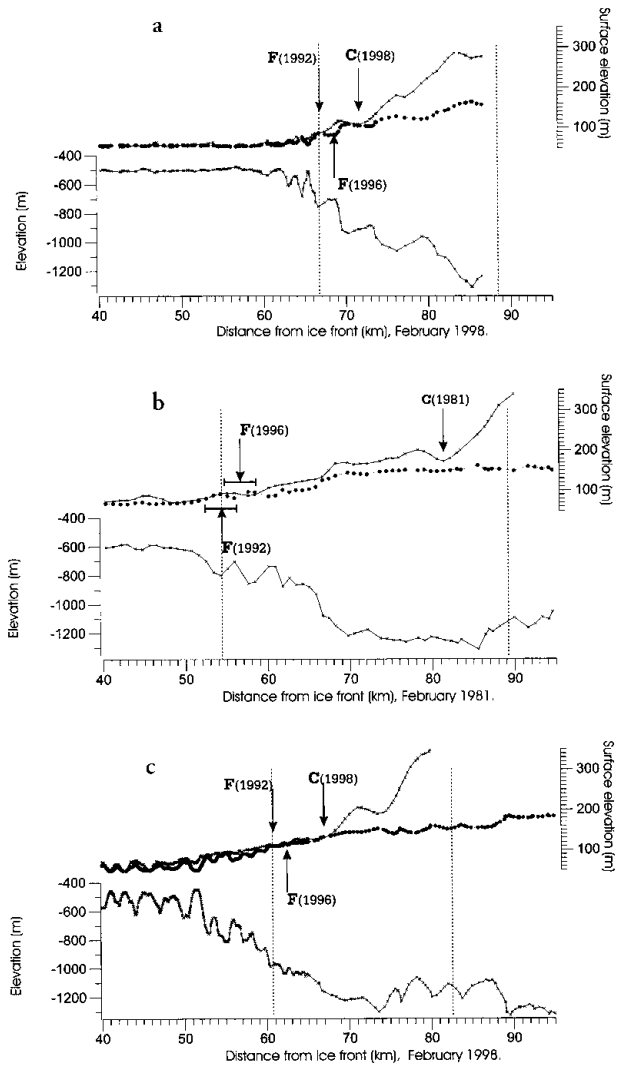 a
F(1992)
C(1998)
F(1996)
300
200
100
Surface elevation (m)
-400
-600
-800
-1000
-1200
Elevation (m)
40 50 60 70 80 90
Distance from ice front (km), February 1998.
b
C(1981)
F(1996)
F(1992)
300
200
100
Surface elevation (m)
-400
-600
-800
-1000
-1200
Elevation (m)
40 50 60 70 80 90
Distance from ice front (km), February 1981.
c
F(1992)
C(1998)
F(1996)
300
200
100
Surface elevation (m)
-400
-600
-800
-1000
-1200
Elevation (m)
40 50 60 70 80 90
Distance from ice front (km), February 1998.